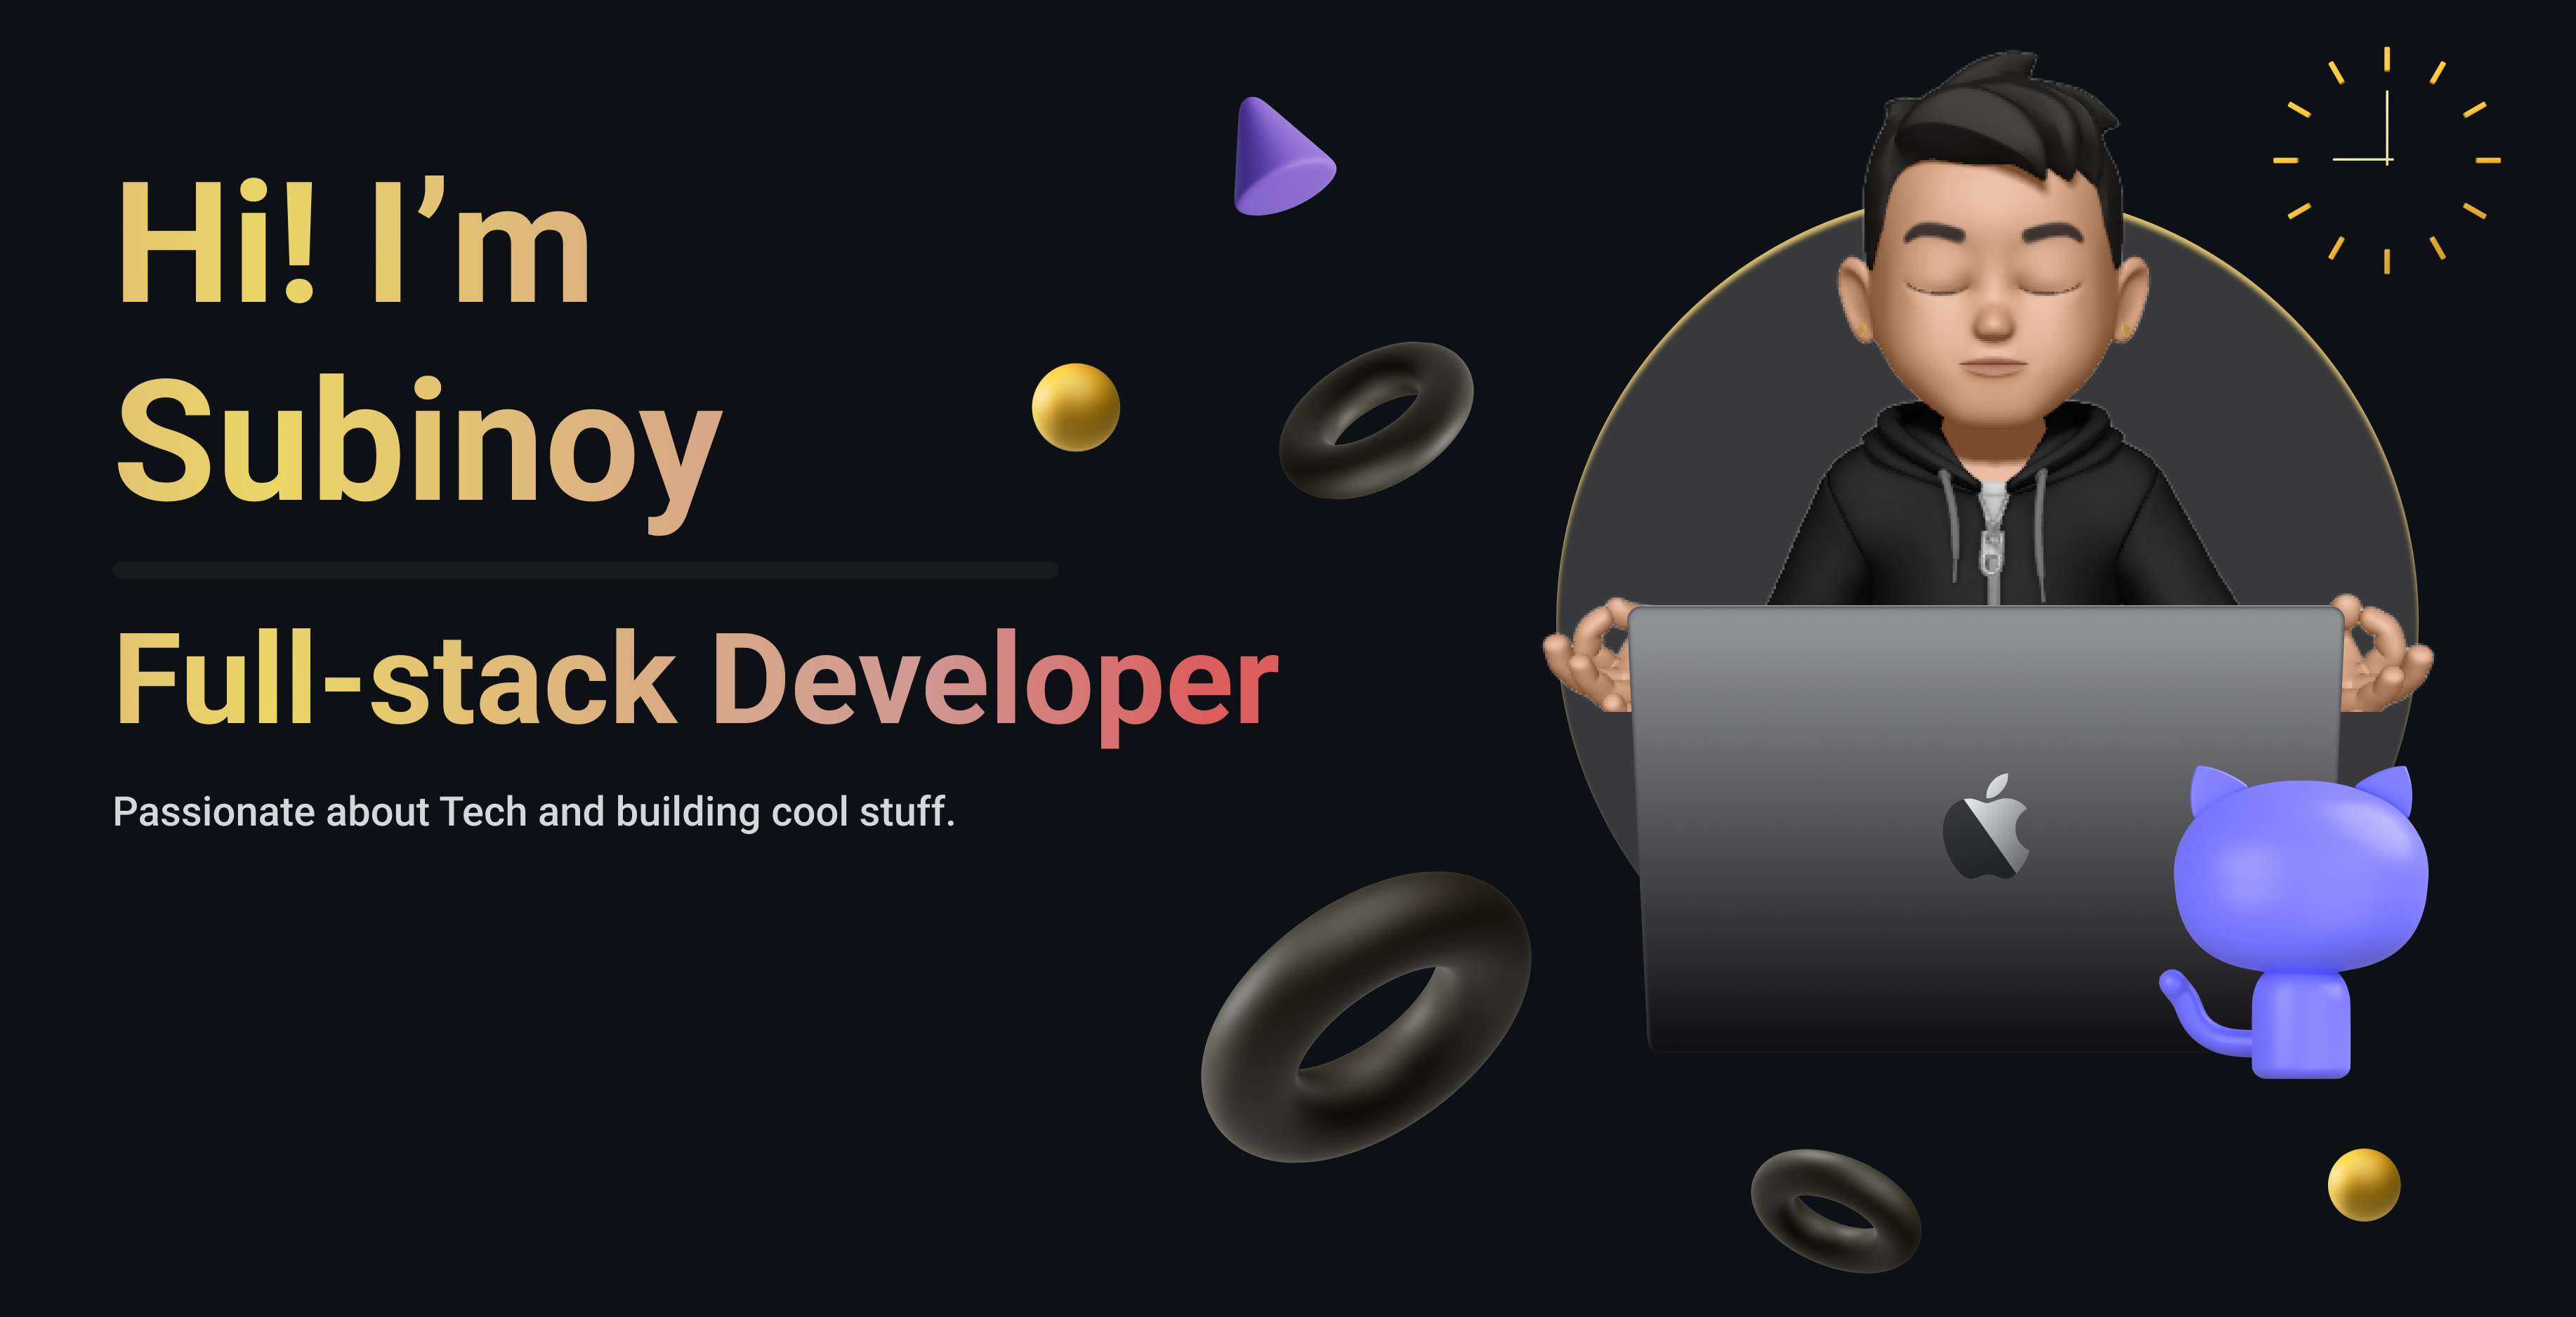 Hi! I’m
Subinoy
Full-stack Developer
Passionate about Tech and building cool stuff.